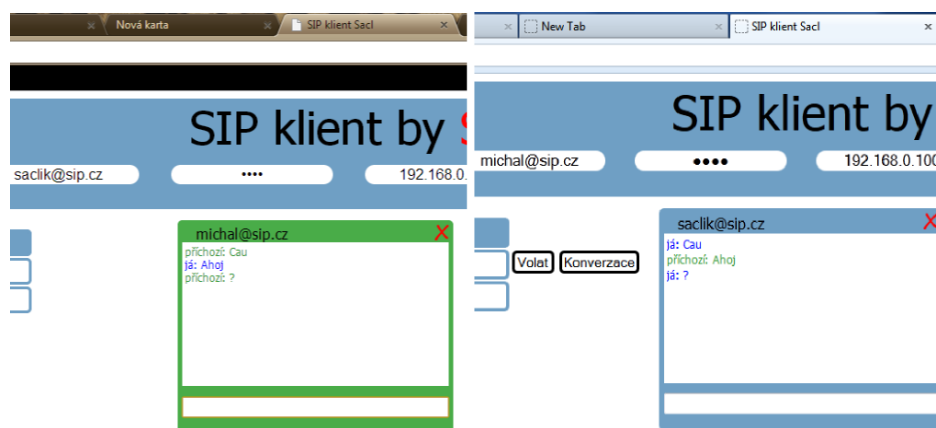 Nová karta
SIP klient Sacl
SIP klient by
saclik@sip.cz
••••
192.168.0.
michal@sip.cz
X
příchozí: Cau
já: Ahoj
příchozí: ?
New Tab
SIP klient Sacl
SIP klient by
michal@sip.cz
••••
192.168.0.100
Volat
Konverzace
saclik@sip.cz
X
já: Cau
příchozí: Ahoj
já: ?